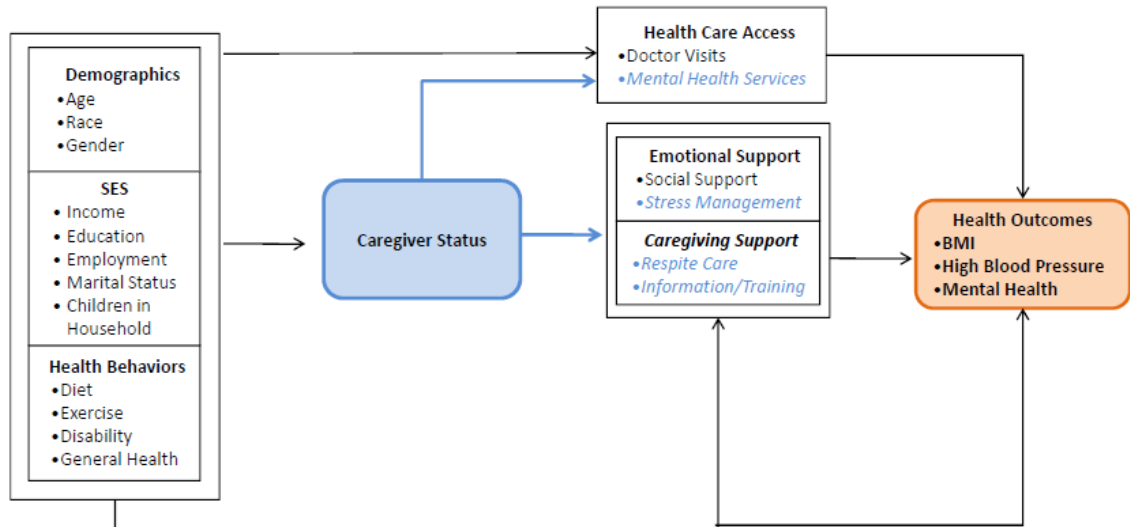 Demographics
•Age
•Race
•Gender
SES
• Income
• Education
• Employment
• Marital Status
• Children in
Household
Health Behaviors
•Diet
•Exercise
•Disability
•General Health
Caregiver Status
Health Care Access
•Doctor Visits
•Mental Health Services
Emotional Support
•Social Support
•Stress Management
Caregiving Support
•Respite Care
•Information/Training
Health Outcomes
•BMI
•High Blood Pressure
•Mental Health